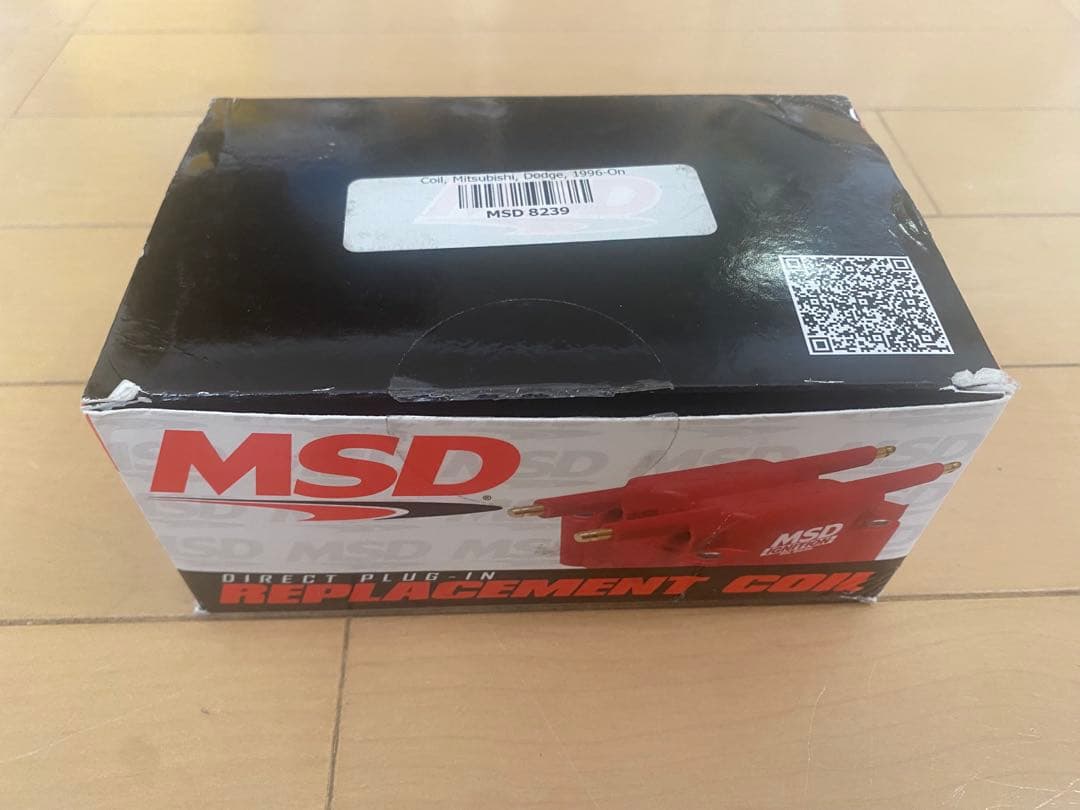 Coil, Mitsubishi, Dodge, 1996-On
MSD 8239
MSD®
MSD
IGNITION
DIRECT PLUG-IN
REPLACEMENT COIL